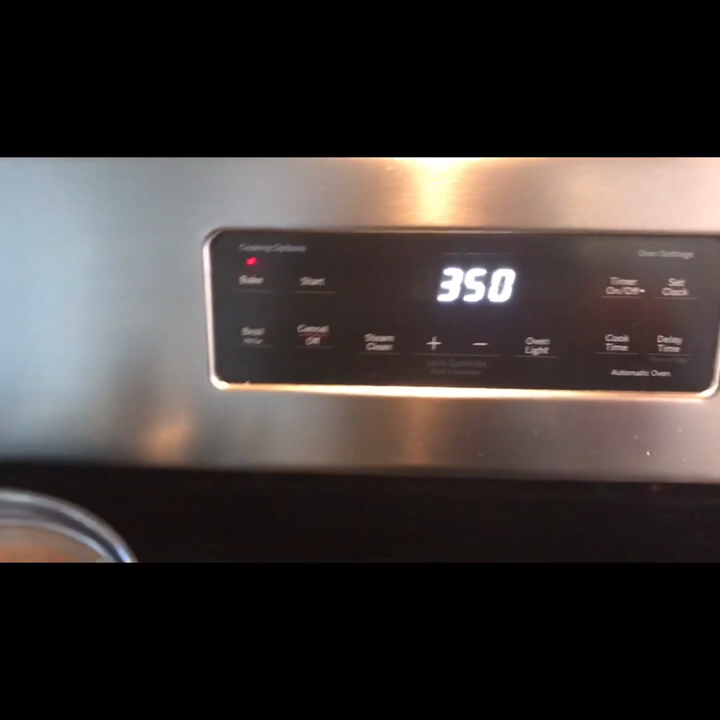 Cooking Options
Oven Settings
350
Bake
Start
Timer
On/Off
Set
Clock
Broil
Cancel
Off
Steam
Clean
+
−
Oven
Light
Cook
Time
Delay
Time
Automatic Oven